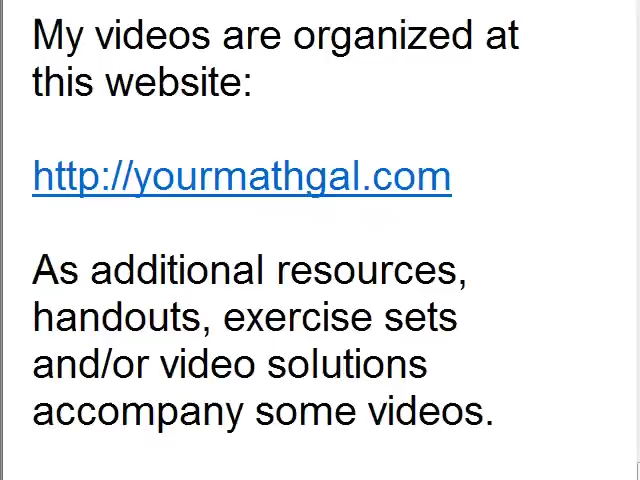 My videos are organized at
this website:
http://yourmathgal.com
As additional resources,
handouts, exercise sets
and/or video solutions
accompany some videos.